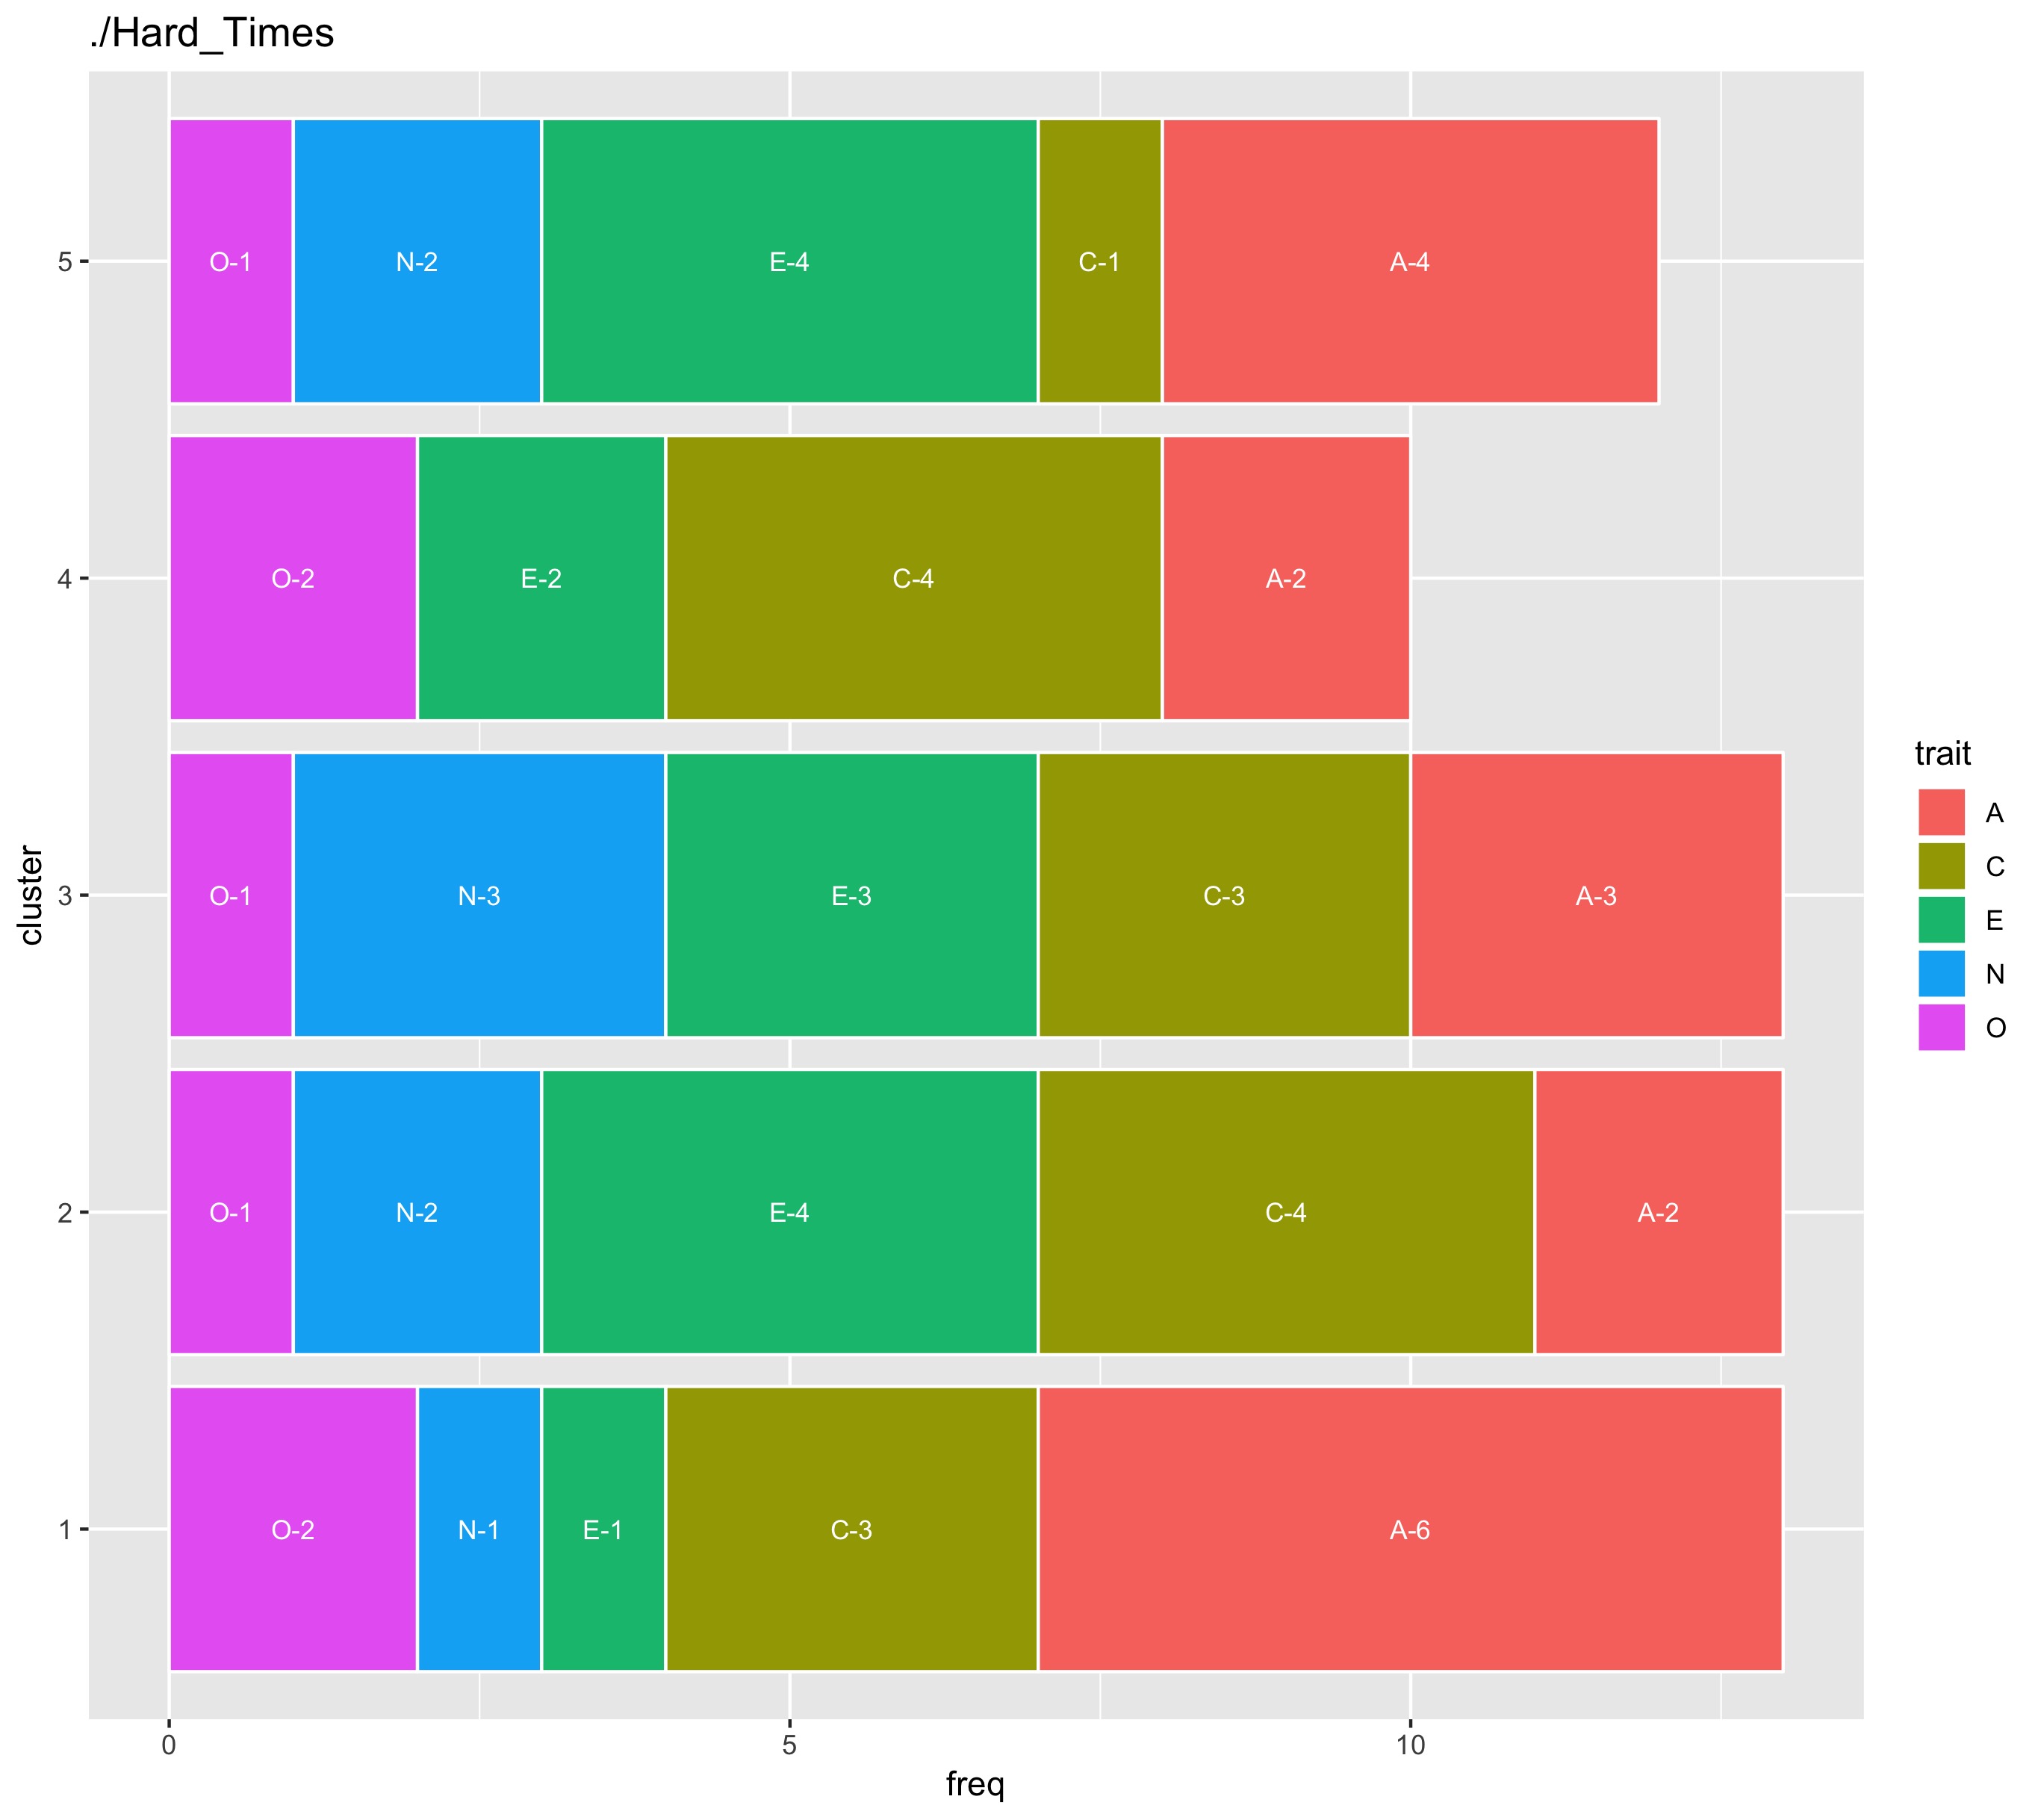 ./Hard_Times
5
O-1 N-2 E-4 C-1 A-4
4
O-2 E-2 C-4 A-2
3
O-1 N-3 E-3 C-3 A-3
2
O-1 N-2 E-4 C-4 A-2
1
O-2 N-1 E-1 C-3 A-6
cluster
0 5 10
freq
trait
A
C
E
N
O